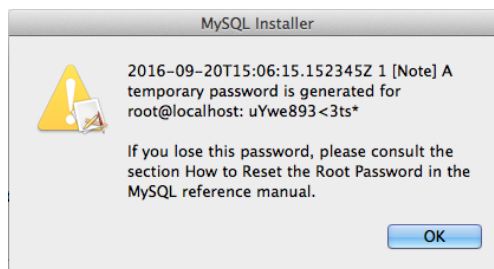 MySQL Installer
2016-09-20T15:06:15.152345Z 1 [Note] A
temporary password is generated for
root@localhost: uYwe893<3ts*
If you lose this password, please consult the
section How to Reset the Root Password in the
MySQL reference manual.
OK